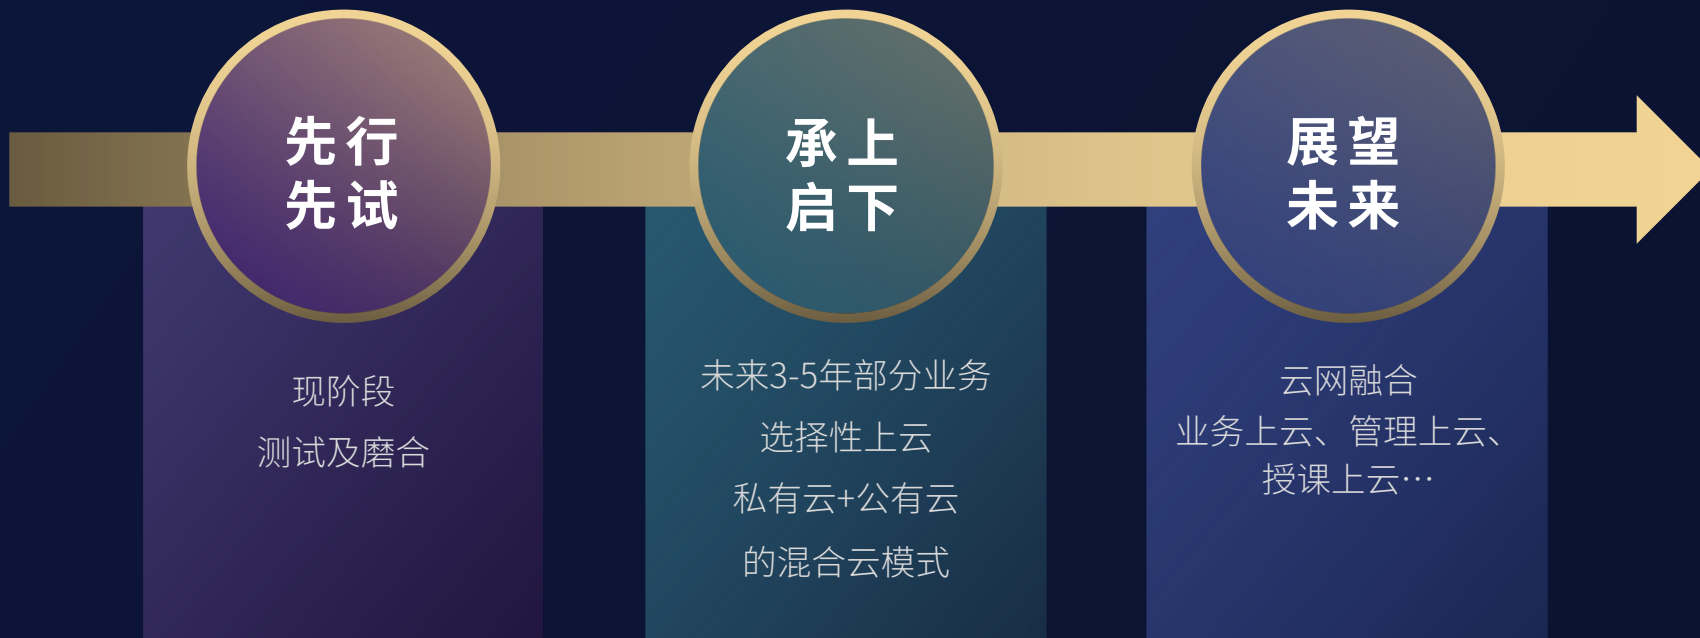 先行
先试
现阶段
测试及磨合
承上
启下
未来3-5年部分业务
选择性上云
私有云+公有云
的混合云模式
展望
未来
云网融合
业务上云、管理上云、
授课上云…